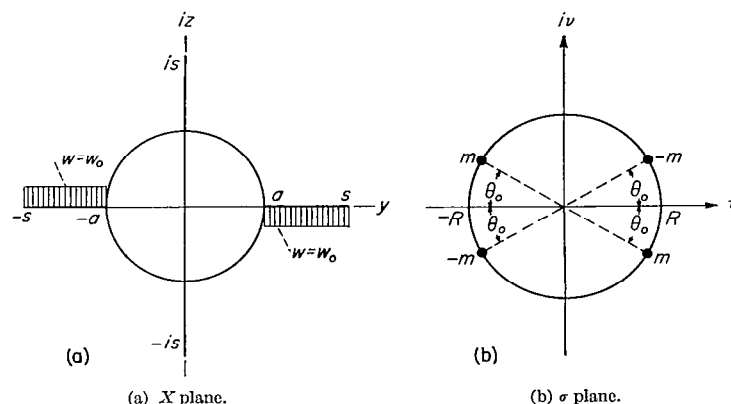 iz
is
w=w₀
-s
-a
a
s
y
w=w₀
-is
(a)
(a) X plane.
iν
m
-m
θ₀
θ₀
-R
R
τ
θ₀
θ₀
-m
m
(b)
(b) σ plane.